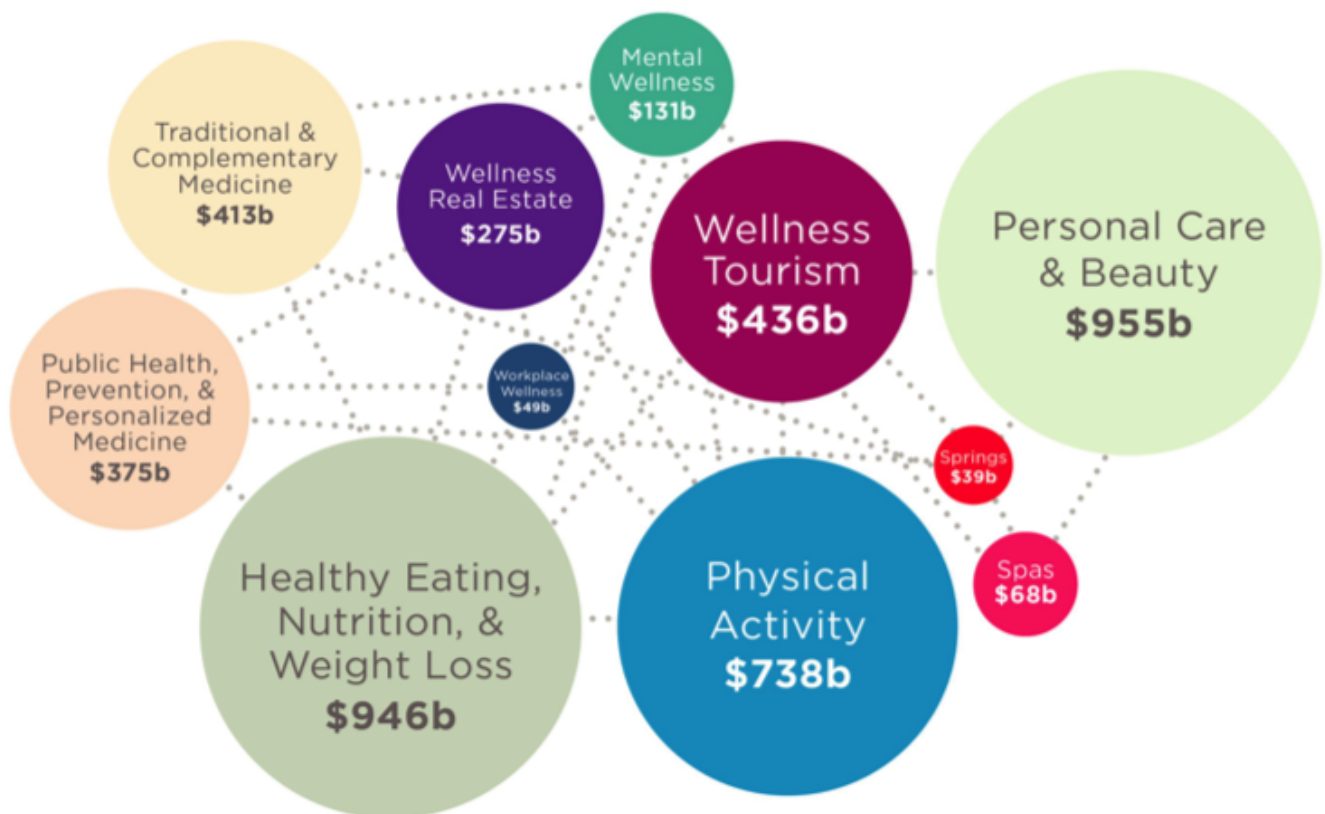 Mental
Wellness
$131b
Traditional &
Complementary
Medicine
$413b
Wellness
Real Estate
$275b
Wellness
Tourism
$436b
Personal Care
& Beauty
$955b
Public Health,
Prevention, &
Personalized
Medicine
$375b
Workplace
Wellness
$49b
Springs
$39b
Healthy Eating,
Nutrition, &
Weight Loss
$946b
Physical
Activity
$738b
Spas
$68b